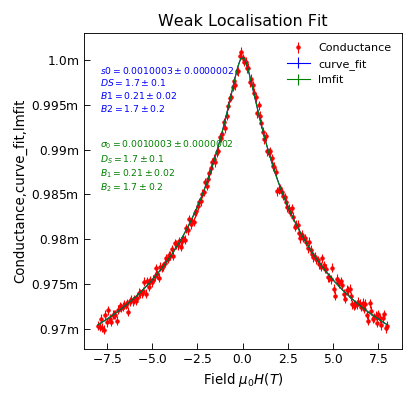 Weak Localisation Fit
Conductance,curve_fit,lmfit
1.0m
0.995m
0.99m
0.985m
0.98m
0.975m
0.97m
s0 = 0.0010003 ± 0.0000002
DS = 1.7 ± 0.1
B1 = 0.21 ± 0.02
B2 = 1.7 ± 0.2
σ₀ = 0.0010003 ± 0.0000002
D_S = 1.7 ± 0.1
B₁ = 0.21 ± 0.02
B₂ = 1.7 ± 0.2
Conductance
curve_fit
lmfit
−7.5 −5.0 −2.5 0.0 2.5 5.0 7.5
Field μ₀H(T)